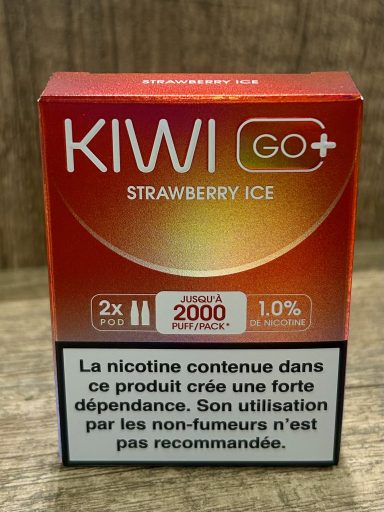 STRAWBERRY ICE
KIWI GO+
STRAWBERRY ICE
2x
POD
JUSQU'À
2000
PUFF/PACK*
1.0%
DE NICOTINE
La nicotine contenue dans
ce produit crée une forte
dépendance. Son utilisation
par les non-fumeurs n'est
pas recommandée.